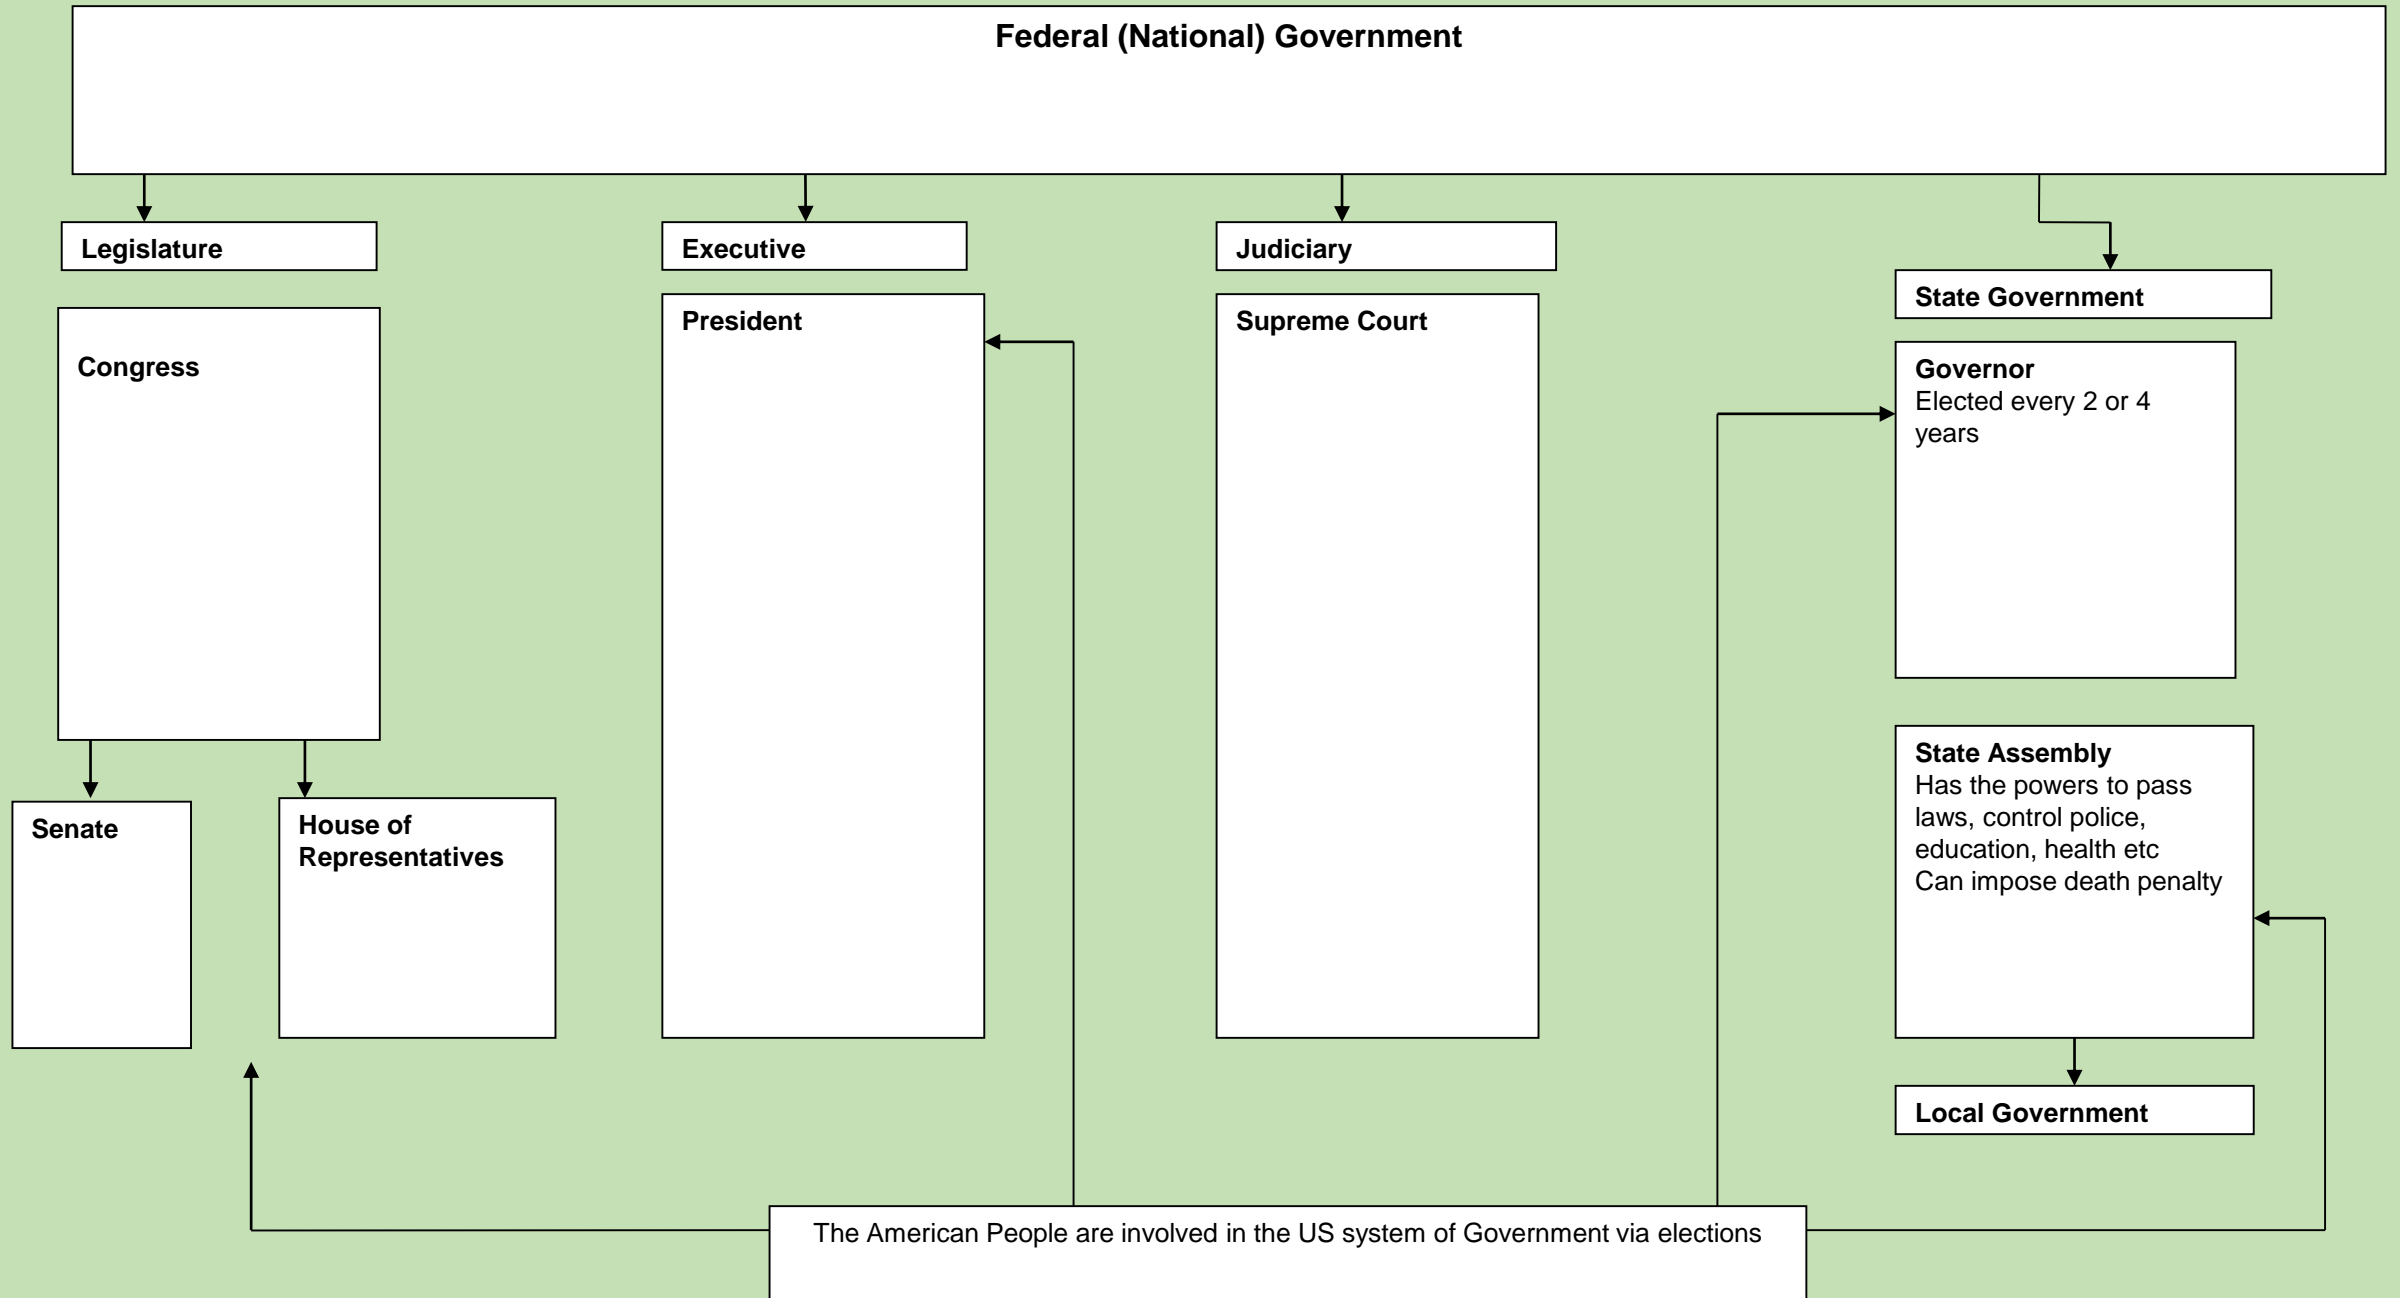 Federal (National) Government
Legislature
Executive
Judiciary
State Government
Congress
President
Supreme Court
Governor
Elected every 2 or 4
years
State Assembly
Has the powers to pass
laws, control police,
education, health etc
Can impose death penalty
Senate
House of
Representatives
Local Government
The American People are involved in the US system of Government via elections